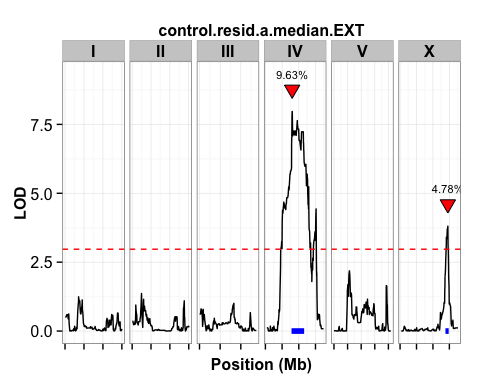 control.resid.a.median.EXT
I II III IV V X
9.63%
7.5
5.0
4.78%
2.5
0.0
LOD
Position (Mb)